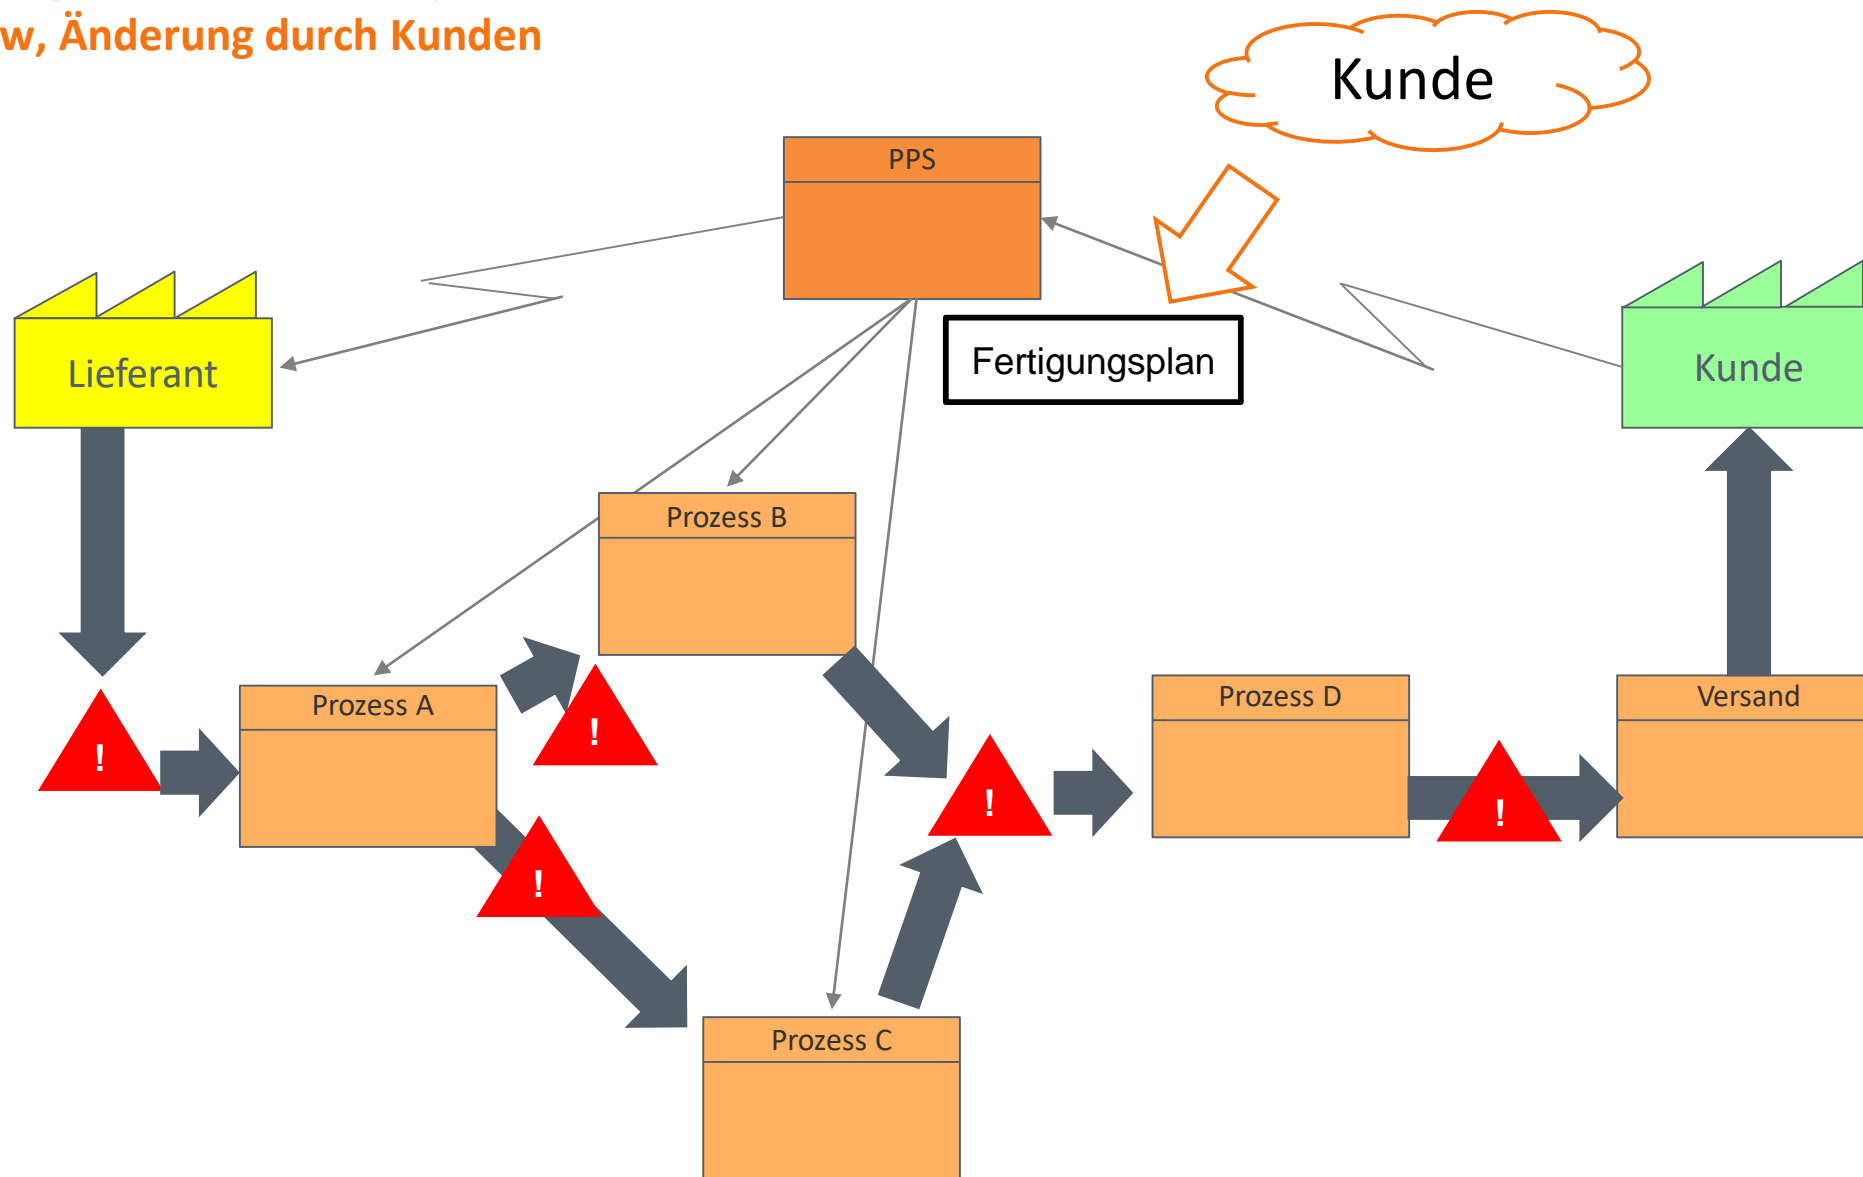 w, Änderung durch Kunden
Kunde
PPS
Fertigungsplan
Lieferant
Kunde
Prozess B
Prozess A
!
Prozess D
Versand
!
!
!
!
Prozess C